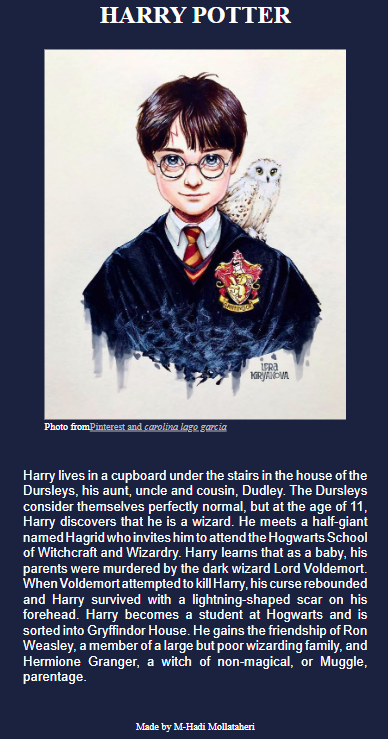 HARRY POTTER
GRYFFINDOR
LARA
KIRYANOVA
Photo fromPinterest and carolina lago garcia
Harry lives in a cupboard under the stairs in the house of the
Dursleys, his aunt, uncle and cousin, Dudley. The Dursleys
consider themselves perfectly normal, but at the age of 11,
Harry discovers that he is a wizard. He meets a half-giant
named Hagrid who invites him to attend the Hogwarts School
of Witchcraft and Wizardry. Harry learns that as a baby, his
parents were murdered by the dark wizard Lord Voldemort.
When Voldemort attempted to kill Harry, his curse rebounded
and Harry survived with a lightning-shaped scar on his
forehead. Harry becomes a student at Hogwarts and is
sorted into Gryffindor House. He gains the friendship of Ron
Weasley, a member of a large but poor wizarding family, and
Hermione Granger, a witch of non-magical, or Muggle,
parentage.
Made by M-Hadi Mollataheri